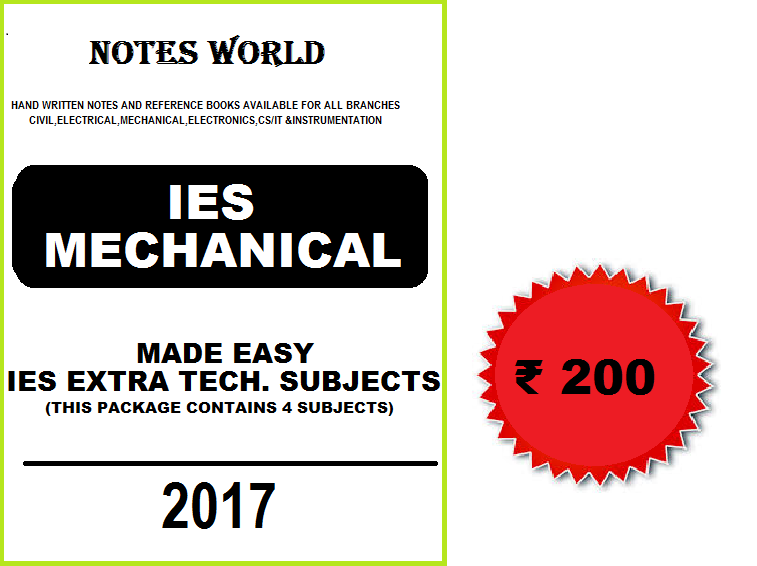 NOTES WORLD
HAND WRITTEN NOTES AND REFERENCE BOOKS AVAILABLE FOR ALL BRANCHES
CIVIL,ELECTRICAL,MECHANICAL,ELECTRONICS,CS/IT &INSTRUMENTATION
IES
MECHANICAL
MADE EASY
IES EXTRA TECH. SUBJECTS
(THIS PACKAGE CONTAINS 4 SUBJECTS)
2017
₹ 200